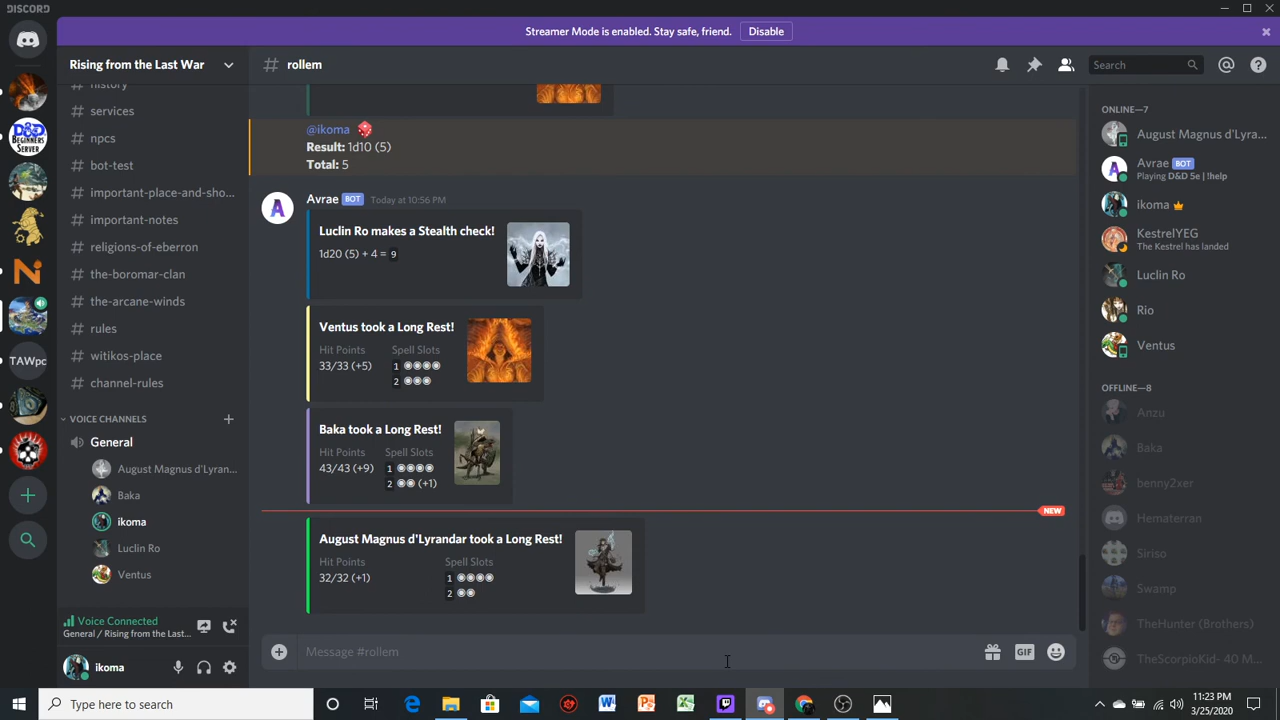 DISCORD
Streamer Mode is enabled. Stay safe, friend. Disable
Rising from the Last War
# rollem
Search
# history
# services
# npcs
# bot-test
# important-place-and-sho...
# important-notes
# religions-of-eberron
# the-boromar-clan
# the-arcane-winds
# rules
# witikos-place
# channel-rules
VOICE CHANNELS
General
August Magnus d'Lyran...
Baka
ikoma
Luclin Ro
Ventus
Voice Connected
General / Rising from the Last...
ikoma
D&D
BEGINNERS
SERVER
TAWpc
@ikoma
Result: 1d10 (5)
Total: 5
Avrae BOT Today at 10:56 PM
Luclin Ro makes a Stealth check!
1d20 (5) + 4 = 9
Ventus took a Long Rest!
Hit Points Spell Slots
33/33 (+5) 1 ◉◉◉◉
2 ◉◉◉
Baka took a Long Rest!
Hit Points Spell Slots
43/43 (+9) 1 ◉◉◉◉
2 ◉◉ (+1)
NEW
August Magnus d'Lyrandar took a Long Rest!
Hit Points Spell Slots
32/32 (+1) 1 ◉◉◉◉
2 ◉◉
Message #rollem
GIF
ONLINE—7
August Magnus d'Lyra...
Avrae BOT
Playing D&D 5e | !help
ikoma
KestrelYEG
The Kestrel has landed
Luclin Ro
Rio
Ventus
OFFLINE—8
Anzu
Baka
benny2xer
Hematerran
Siriso
Swamp
TheHunter (Brothers)
TheScorpioKid- 40 M...
Type here to search
11:23 PM
3/25/2020